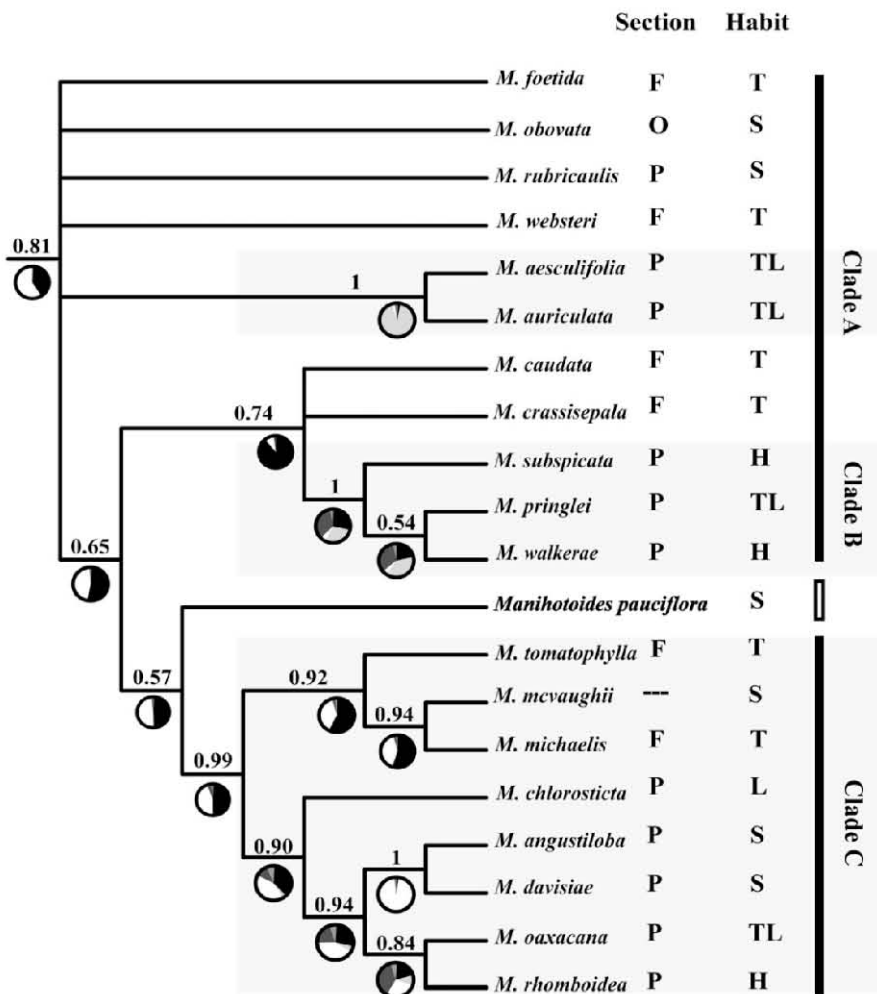 Section Habit
M. foetida F T
M. obovata O S
M. rubricaulis P S
M. websteri F T
0.81
M. aesculifolia P TL
1
M. auriculata P TL
Clade A
M. caudata F T
0.74
M. crassisepala F T
M. subspicata P H
1
M. pringlei P TL
0.54
M. walkerae P H
Clade B
0.65
Manihotoides pauciflora S
M. tomatophylla F T
0.57
0.92
M. mcvaughii --- S
0.94
M. michaelis F T
0.99
M. chlorosticta P L
Clade C
M. angustiloba P S
0.90
1
M. davisiae P S
0.94
M. oaxacana P TL
0.84
M. rhomboidea P H